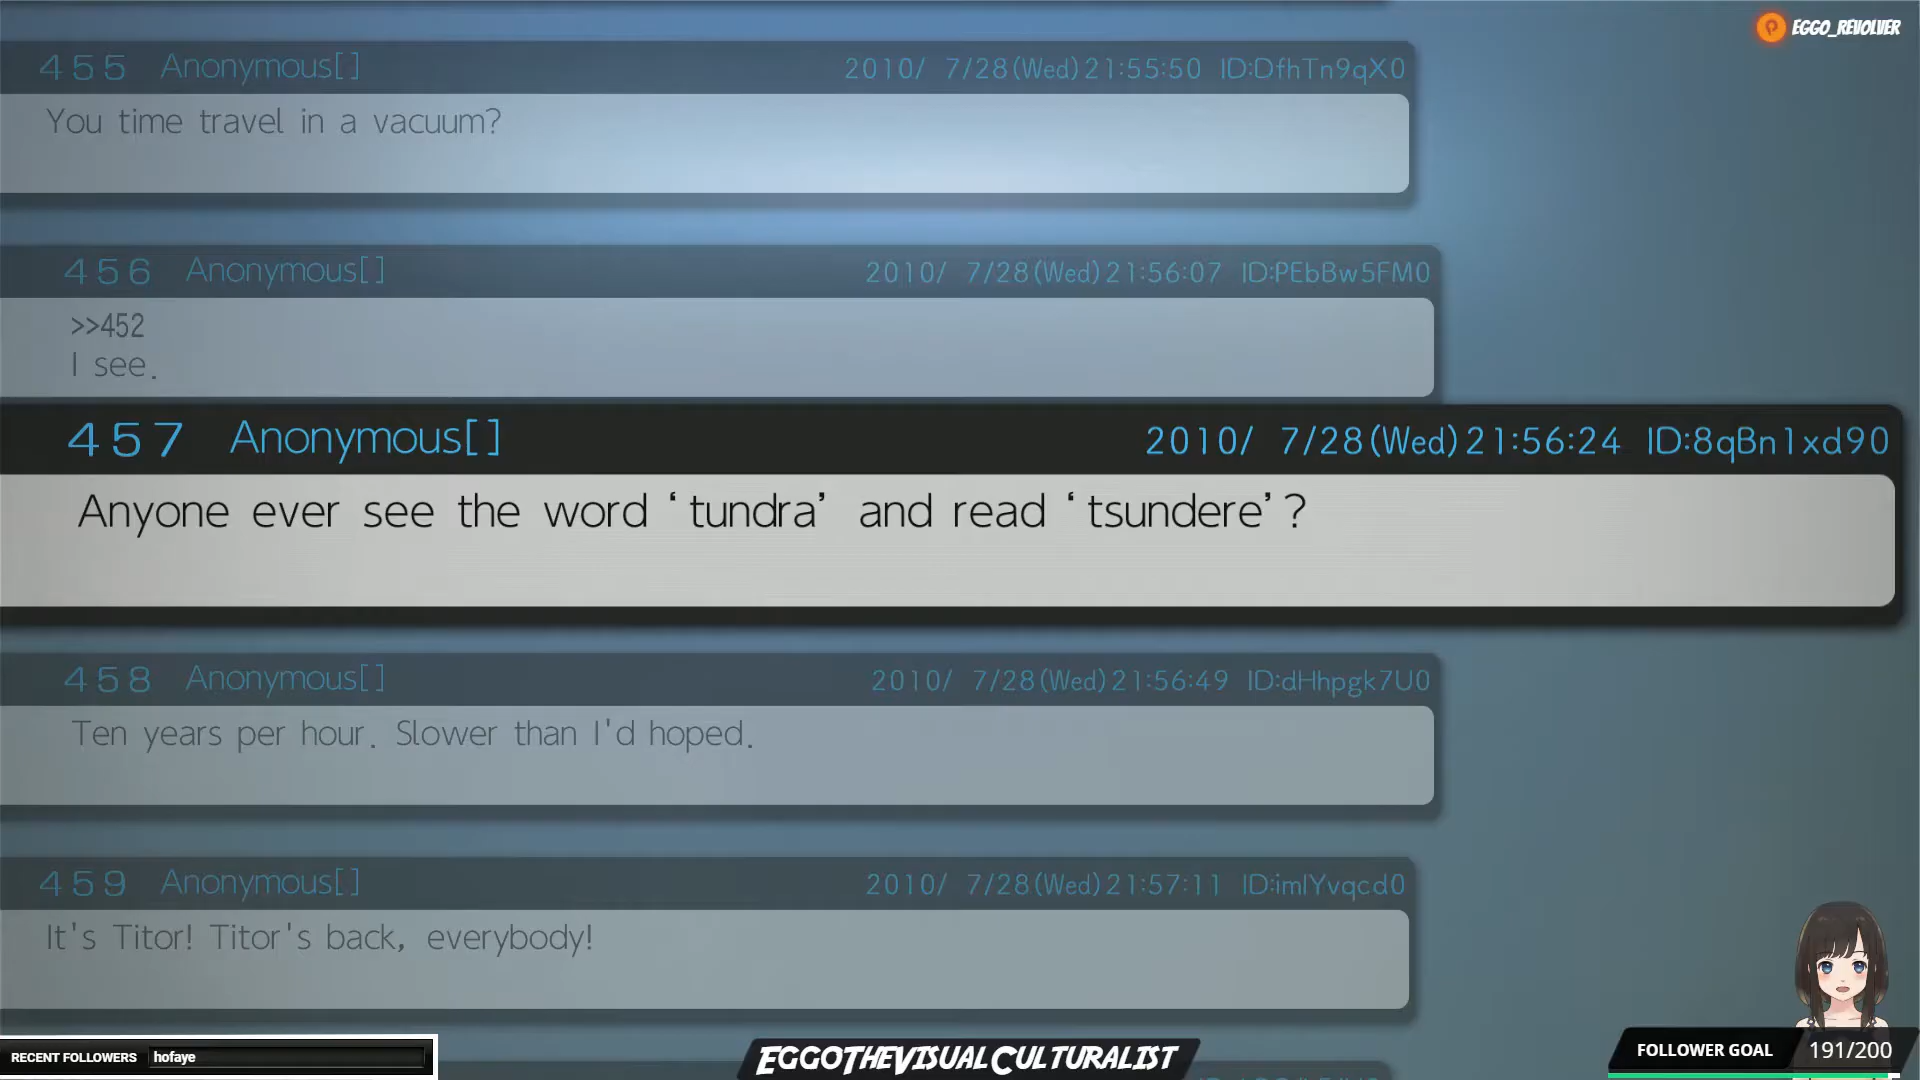 EGGO_REVOLVER
455 Anonymous[] 2010/ 7/28(Wed)21:55:50 ID:DfhTn9qX0
You time travel in a vacuum?
456 Anonymous[] 2010/ 7/28(Wed)21:56:07 ID:PEbBw5FM0
>>452
I see.
457 Anonymous[] 2010/ 7/28(Wed)21:56:24 ID:8qBn1xd90
Anyone ever see the word ‘tundra’ and read ‘tsundere’?
458 Anonymous[] 2010/ 7/28(Wed)21:56:49 ID:dHhpgk7U0
Ten years per hour. Slower than I'd hoped.
459 Anonymous[] 2010/ 7/28(Wed)21:57:11 ID:imlYvqcd0
It's Titor! Titor's back, everybody!
RECENT FOLLOWERS hofaye
EGGOTHEVISUALCULTURALIST
FOLLOWER GOAL 191/200